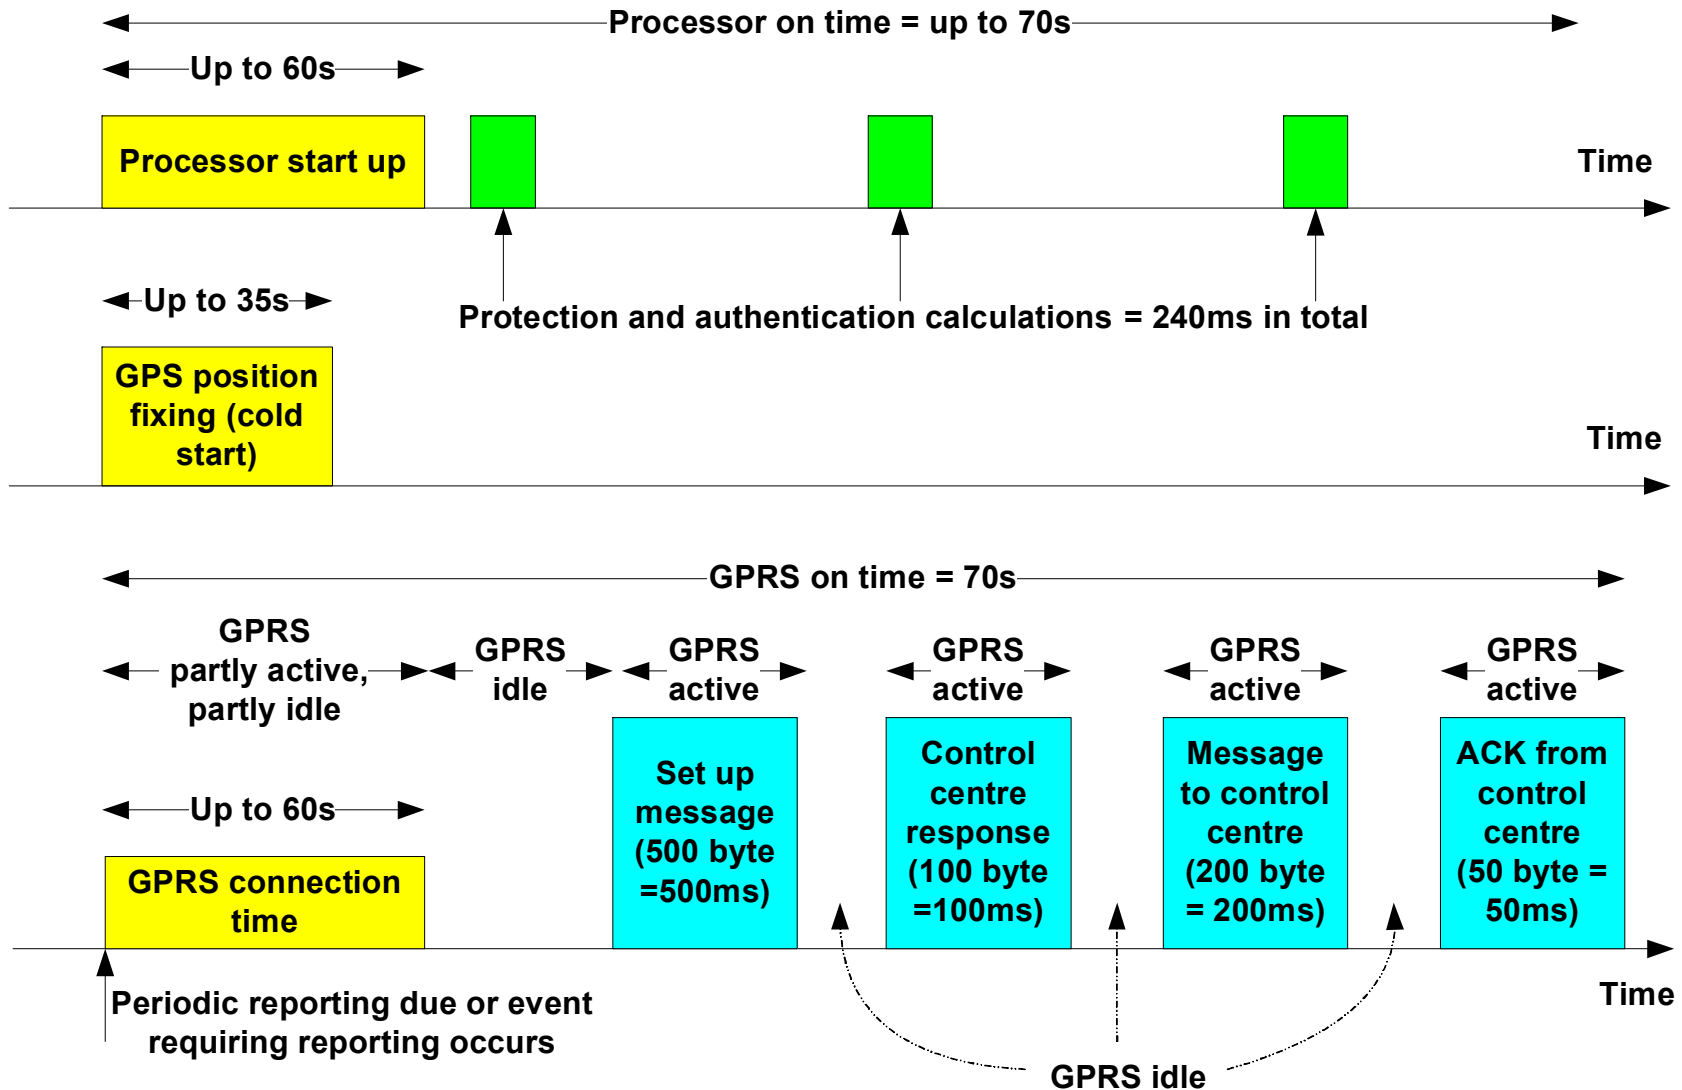 Processor on time = up to 70s
Up to 60s
Processor start up
Time
Up to 35s
Protection and authentication calculations = 240ms in total
GPS position
fixing (cold
start)
Time
GPRS on time = 70s
GPRS
partly active,
partly idle
GPRS
idle
GPRS
active
GPRS
active
GPRS
active
GPRS
active
Up to 60s
GPRS connection
time
Set up
message
(500 byte
=500ms)
Control
centre
response
(100 byte
=100ms)
Message
to control
centre
(200 byte
= 200ms)
ACK from
control
centre
(50 byte =
50ms)
Time
Periodic reporting due or event
requiring reporting occurs
GPRS idle